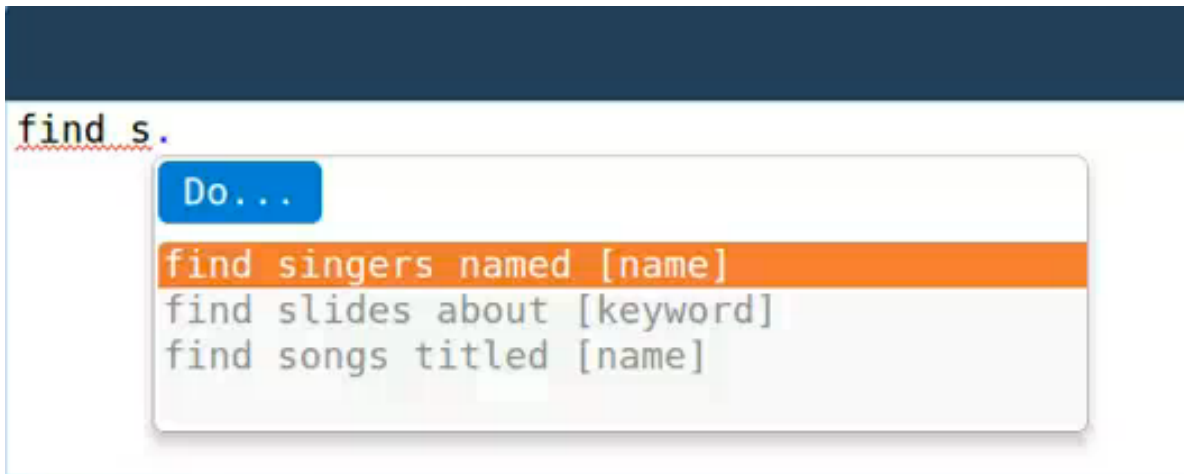 find s.
Do...
find singers named [name]
find slides about [keyword]
find songs titled [name]